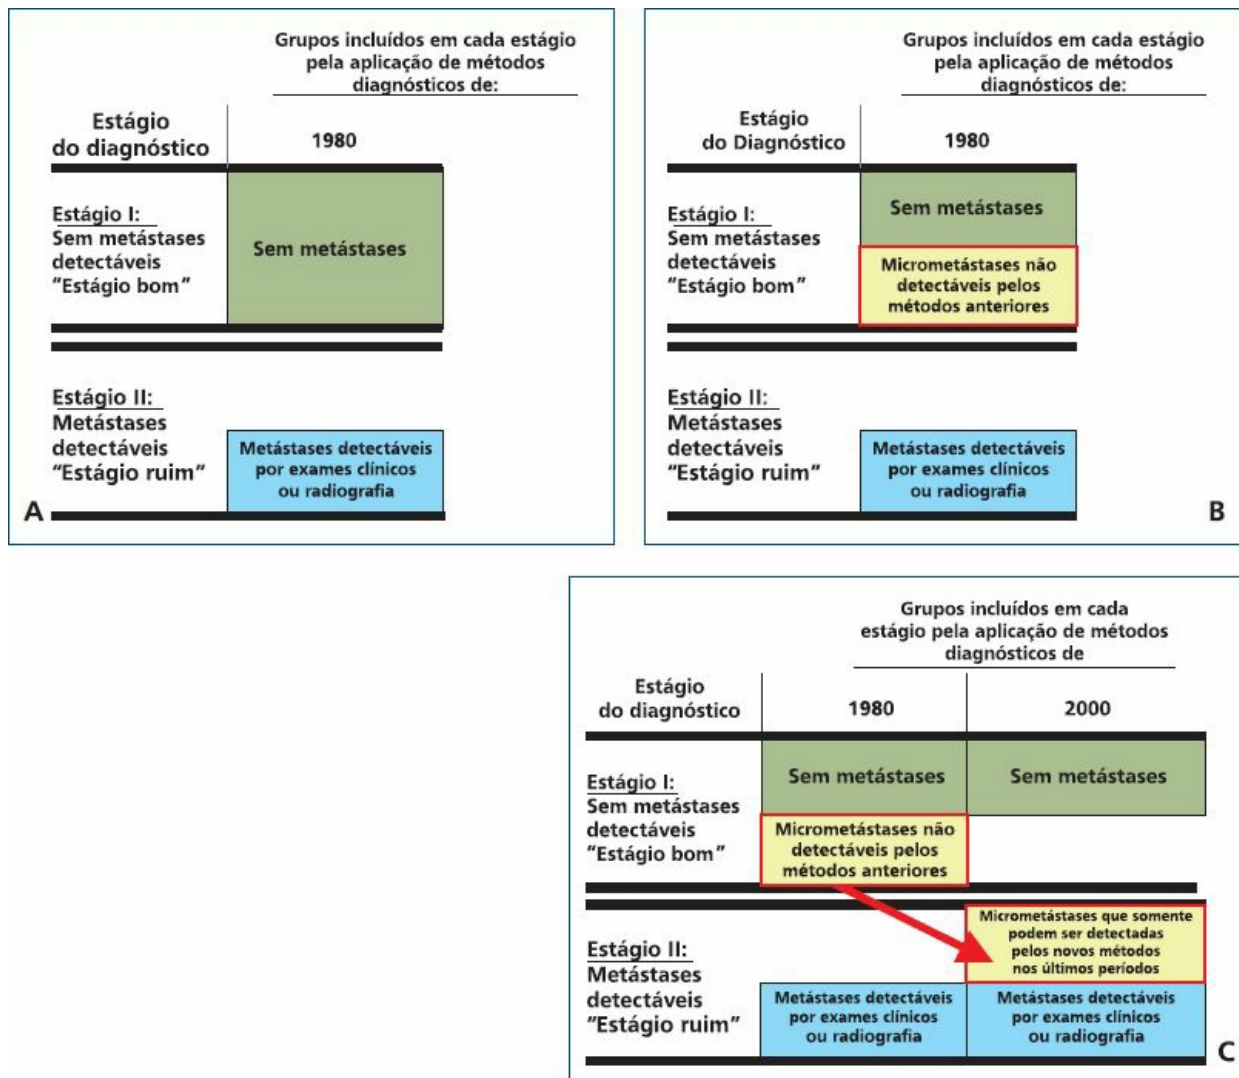 Grupos incluídos em cada estágio
pela aplicação de métodos
diagnósticos de:
Estágio
do diagnóstico
1980
Estágio I:
Sem metástases
detectáveis
“Estágio bom”
Sem metástases
Estágio II:
Metástases
detectáveis
“Estágio ruim”
Metástases detectáveis
por exames clínicos
ou radiografia
A
Grupos incluídos em cada estágio
pela aplicação de métodos
diagnósticos de:
Estágio
do Diagnóstico
1980
Estágio I:
Sem metástases
detectáveis
“Estágio bom”
Sem metástases
Micrometástases não
detectáveis pelos
métodos anteriores
Estágio II:
Metástases
detectáveis
“Estágio ruim”
Metástases detectáveis
por exames clínicos
ou radiografia
B
Grupos incluídos em cada
estágio pela aplicação de métodos
diagnósticos de
Estágio
do diagnóstico
1980
2000
Estágio I:
Sem metástases
detectáveis
“Estágio bom”
Sem metástases
Sem metástases
Micrometástases não
detectáveis pelos
métodos anteriores
Estágio II:
Metástases
detectáveis
“Estágio ruim”
Micrometástases que somente
podem ser detectadas
pelos novos métodos
nos últimos períodos
Metástases detectáveis
por exames clínicos
ou radiografia
Metástases detectáveis
por exames clínicos
ou radiografia
C